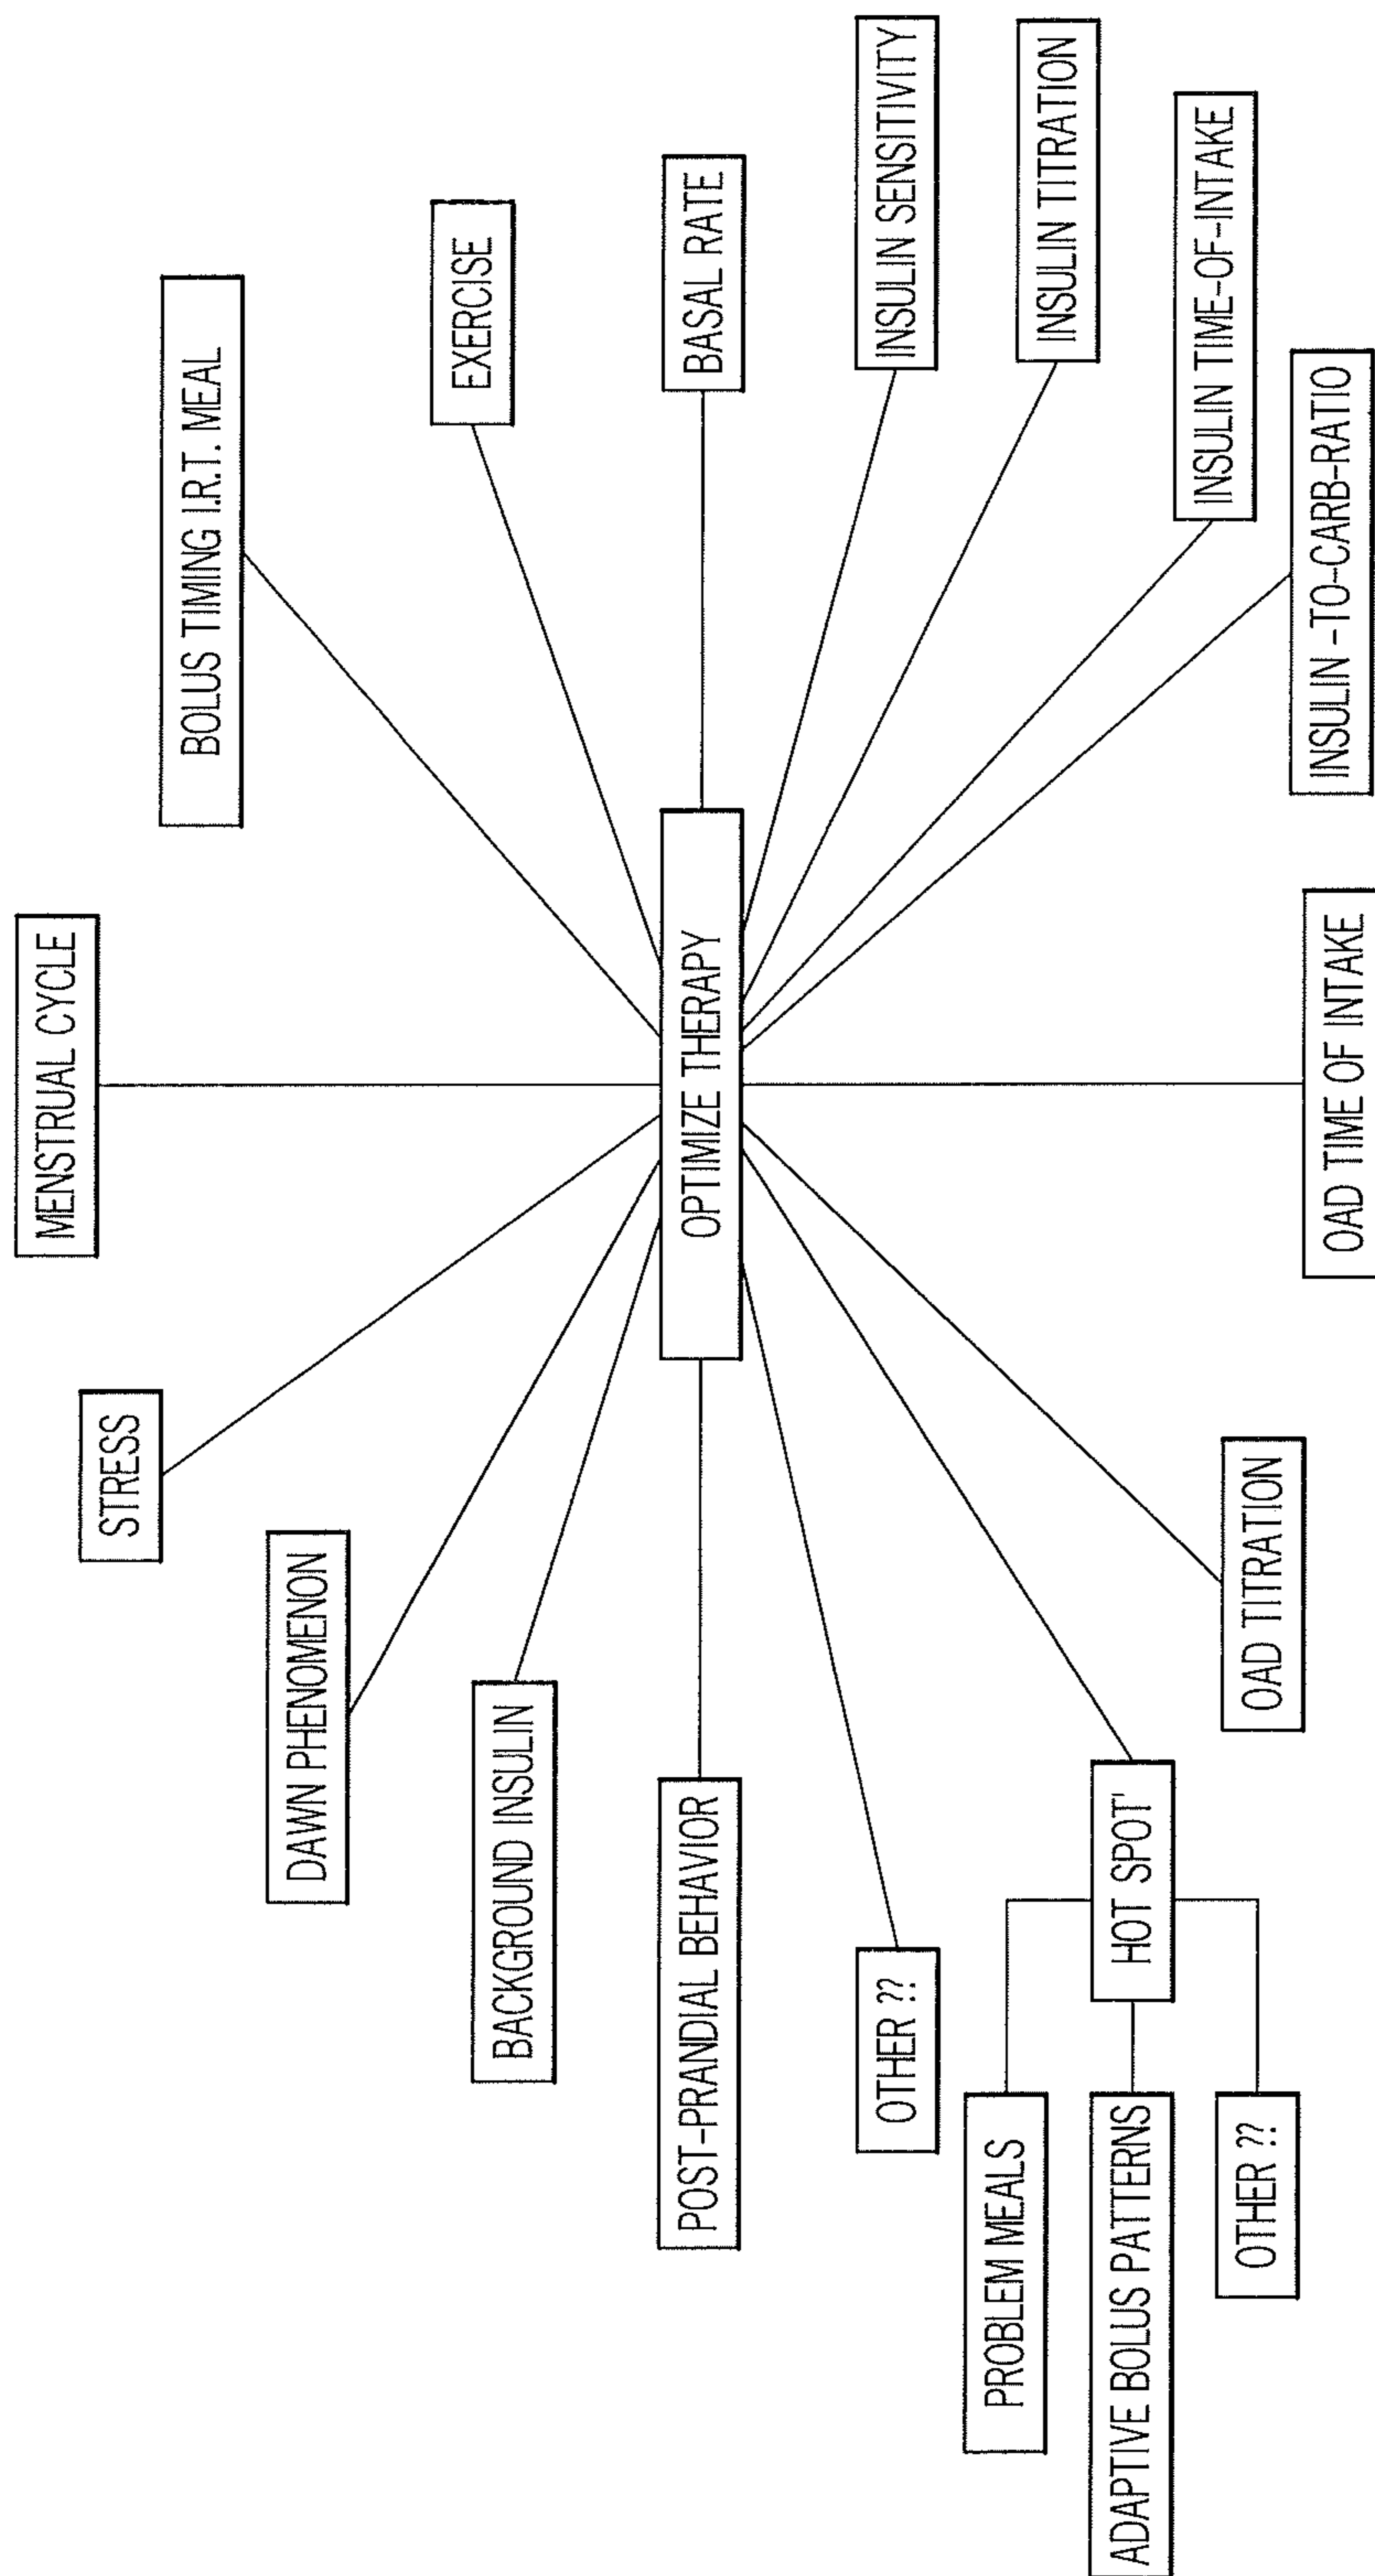 MENSTRUAL CYCLE
STRESS
BOLUS TIMING I.R.T. MEAL
DAWN PHENOMENON
EXERCISE
BACKGROUND INSULIN
POST-PRANDIAL BEHAVIOR
OPTIMIZE THERAPY
BASAL RATE
OTHER ??
INSULIN SENSITIVITY
PROBLEM MEALS
INSULIN TITRATION
ADAPTIVE BOLUS PATTERNS
HOT SPOT'
INSULIN TIME-OF-INTAKE
OTHER ??
OAD TITRATION
INSULIN -TO-CARB-RATIO
OAD TIME OF INTAKE